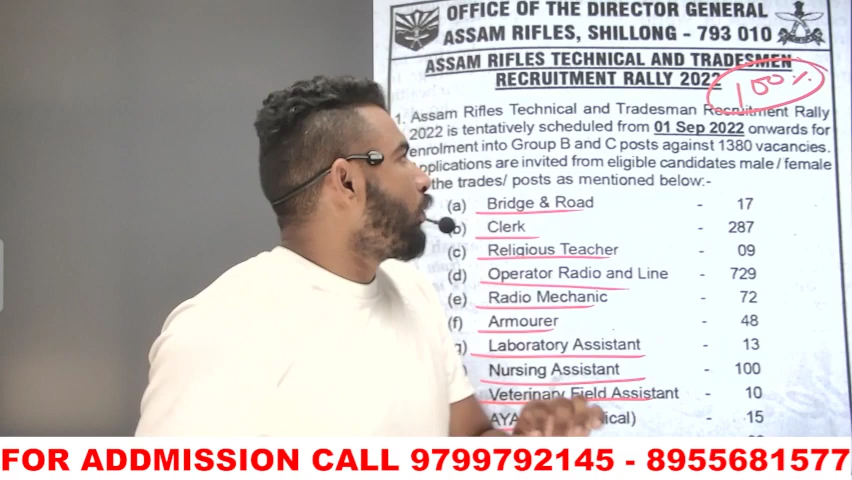 OFFICE OF THE DIRECTOR GENERAL
ASSAM RIFLES, SHILLONG - 793 010
ASSAM RIFLES TECHNICAL AND TRADESMEN
RECRUITMENT RALLY 2022
100%
1. Assam Rifles Technical and Tradesman Recruitment Rally
2022 is tentatively scheduled from 01 Sep 2022 onwards for
enrolment into Group B and C posts against 1380 vacancies.
pplications are invited from eligible candidates male / female
the trades/ posts as mentioned below:-
(a) Bridge & Road - 17
(b) Clerk - 287
(c) Religious Teacher - 09
(d) Operator Radio and Line - 729
(e) Radio Mechanic - 72
(f) Armourer - 48
g) Laboratory Assistant - 13
) Nursing Assistant - 100
Veterinary Field Assistant - 10
AYA ical) - 15
FOR ADDMISSION CALL 9799792145 - 8955681577